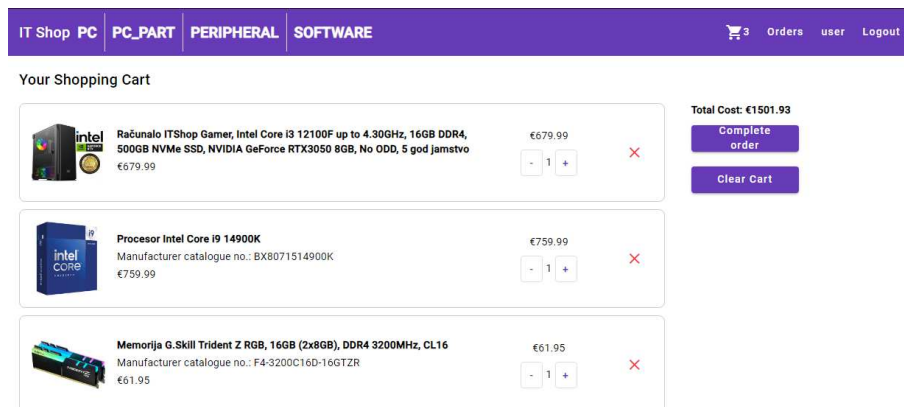 IT Shop PC PC_PART PERIPHERAL SOFTWARE 3 Orders user Logout
Your Shopping Cart
Računalo ITShop Gamer, Intel Core i3 12100F up to 4.30GHz, 16GB DDR4,
500GB NVMe SSD, NVIDIA GeForce RTX3050 8GB, No ODD, 5 god jamstvo
€679.99
€679.99
- 1 +
intel
Procesor Intel Core i9 14900K
Manufacturer catalogue no.: BX8071514900K
€759.99
€759.99
- 1 +
i9
intel
CORE
Memorija G.Skill Trident Z RGB, 16GB (2x8GB), DDR4 3200MHz, CL16
Manufacturer catalogue no.: F4-3200C16D-16GTZR
€61.95
€61.95
- 1 +
Total Cost: €1501.93
Complete
order
Clear Cart